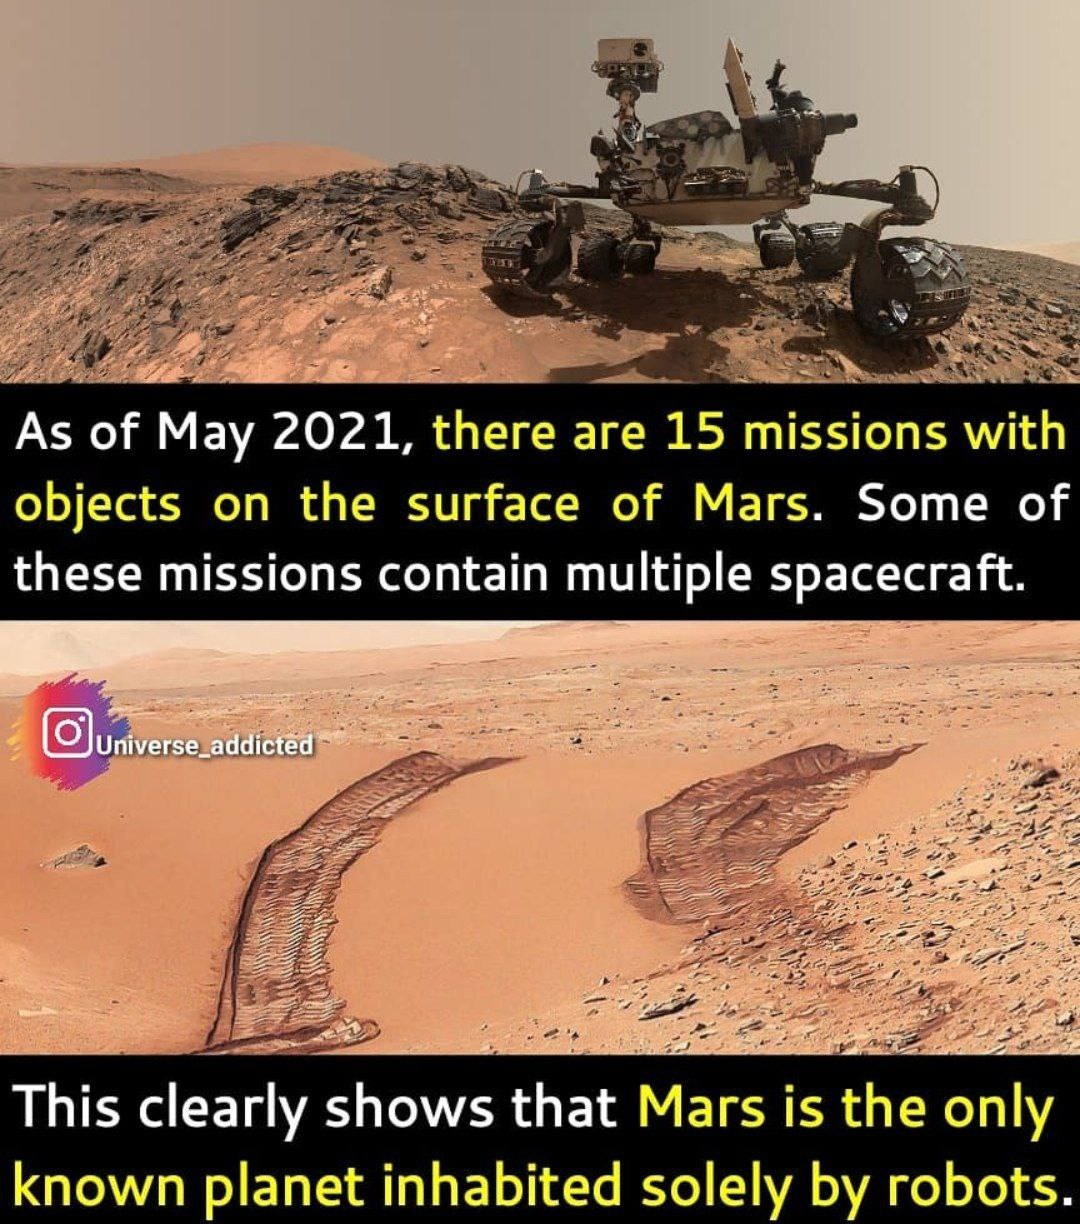 As of May 2021, there are 15 missions with
objects on the surface of Mars. Some of
these missions contain multiple spacecraft.
Universe_addicted
This clearly shows that Mars is the only
known planet inhabited solely by robots.